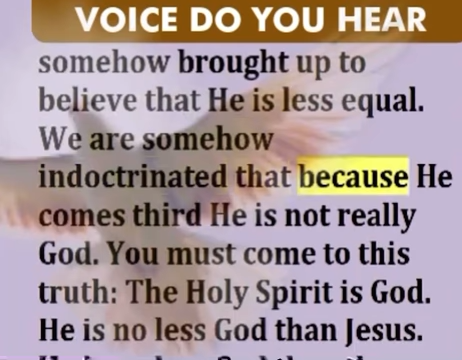 VOICE DO YOU HEAR
somehow brought up to
believe that He is less equal.
We are somehow
indoctrinated that because He
comes third He is not really
God. You must come to this
truth: The Holy Spirit is God.
He is no less God than Jesus.